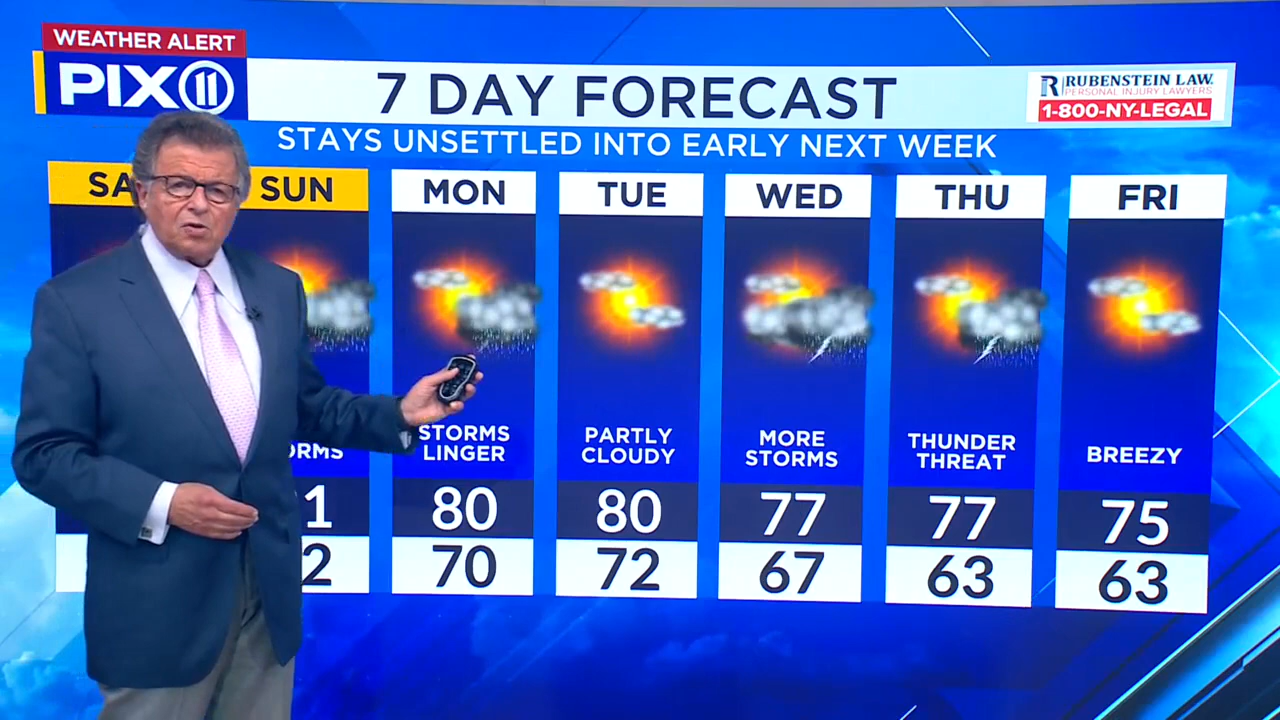 WEATHER ALERT
PIX 11
7 DAY FORECAST
RUBENSTEIN LAW
PERSONAL INJURY LAWYERS
1-800-NY-LEGAL
STAYS UNSETTLED INTO EARLY NEXT WEEK
SUN
MON
TUE
WED
THU
FRI
STORMS
LINGER
PARTLY
CLOUDY
MORE
STORMS
THUNDER
THREAT
BREEZY
80
80
77
77
75
70
72
67
63
63